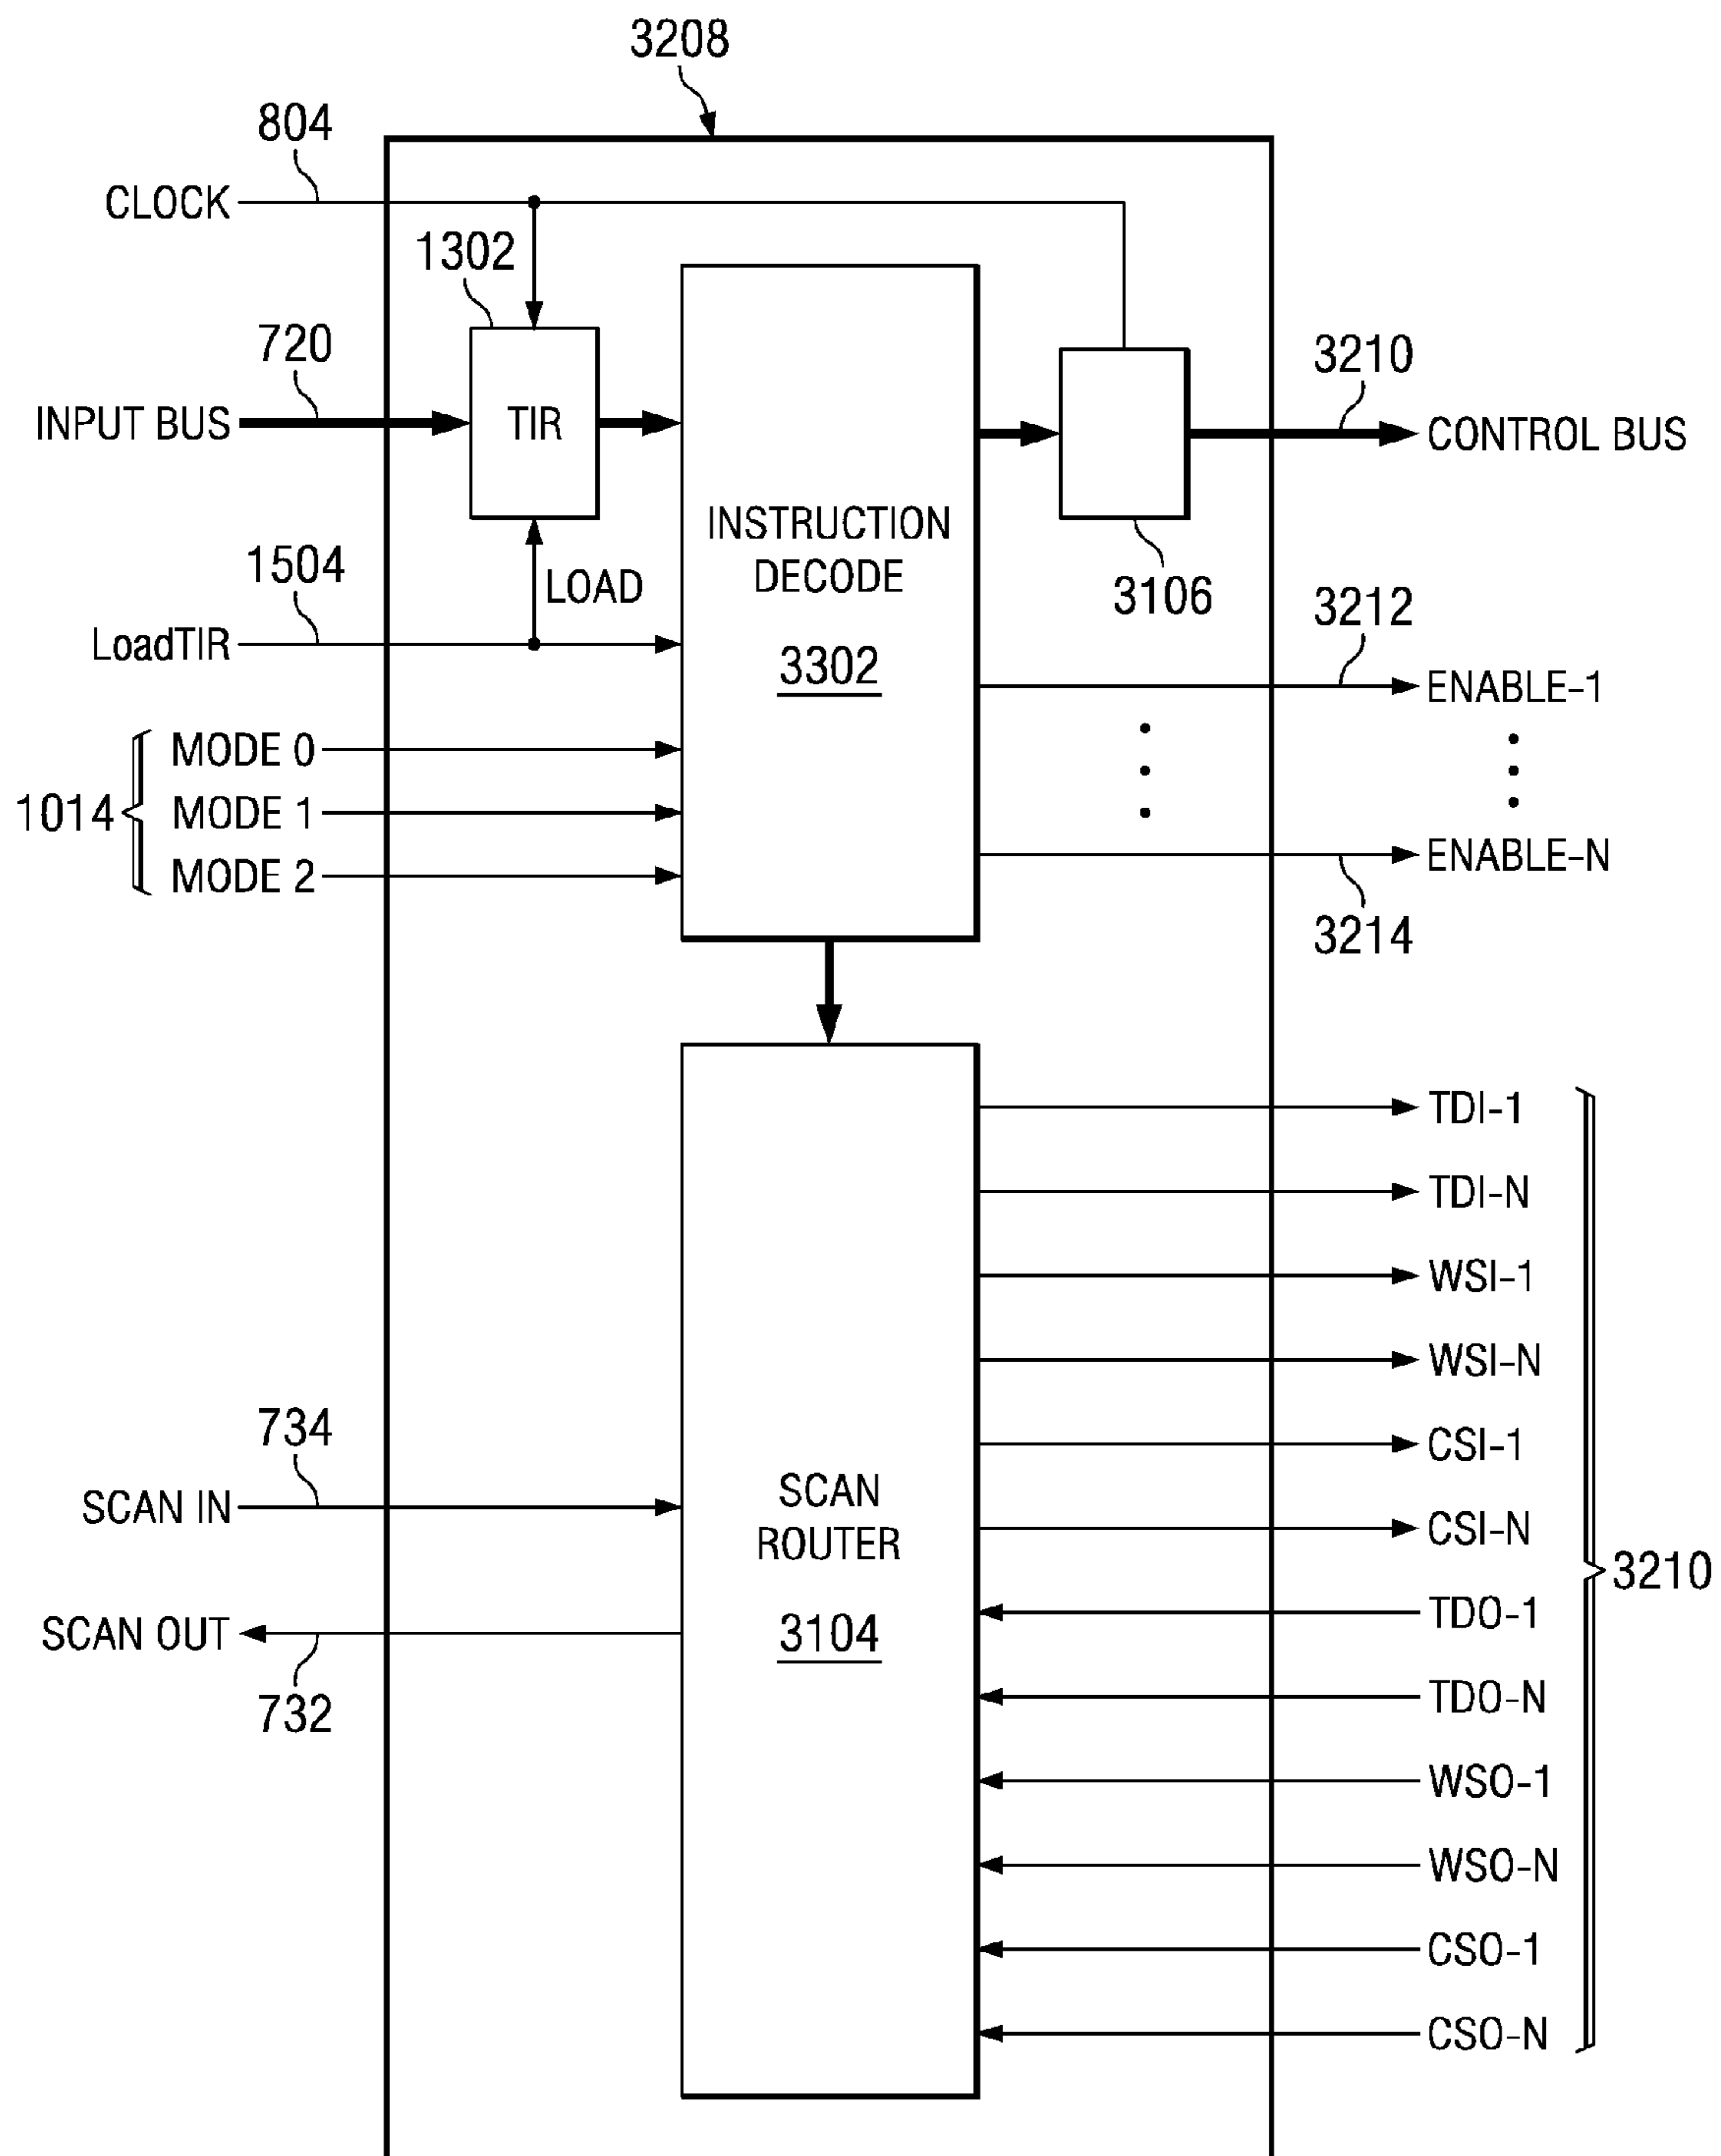 3208
804
CLOCK
1302
720
INPUT BUS
TIR
3210
CONTROL BUS
INSTRUCTION
DECODE
3302
3106
1504
LOAD
LoadTIR
3212
ENABLE-1
MODE 0
1014
MODE 1
MODE 2
ENABLE-N
3214
TDI-1
TDI-N
WSI-1
WSI-N
734
CSI-1
SCAN IN
SCAN
ROUTER
3104
CSI-N
3210
TDO-1
SCAN OUT
732
TDO-N
WSO-1
WSO-N
CSO-1
CSO-N